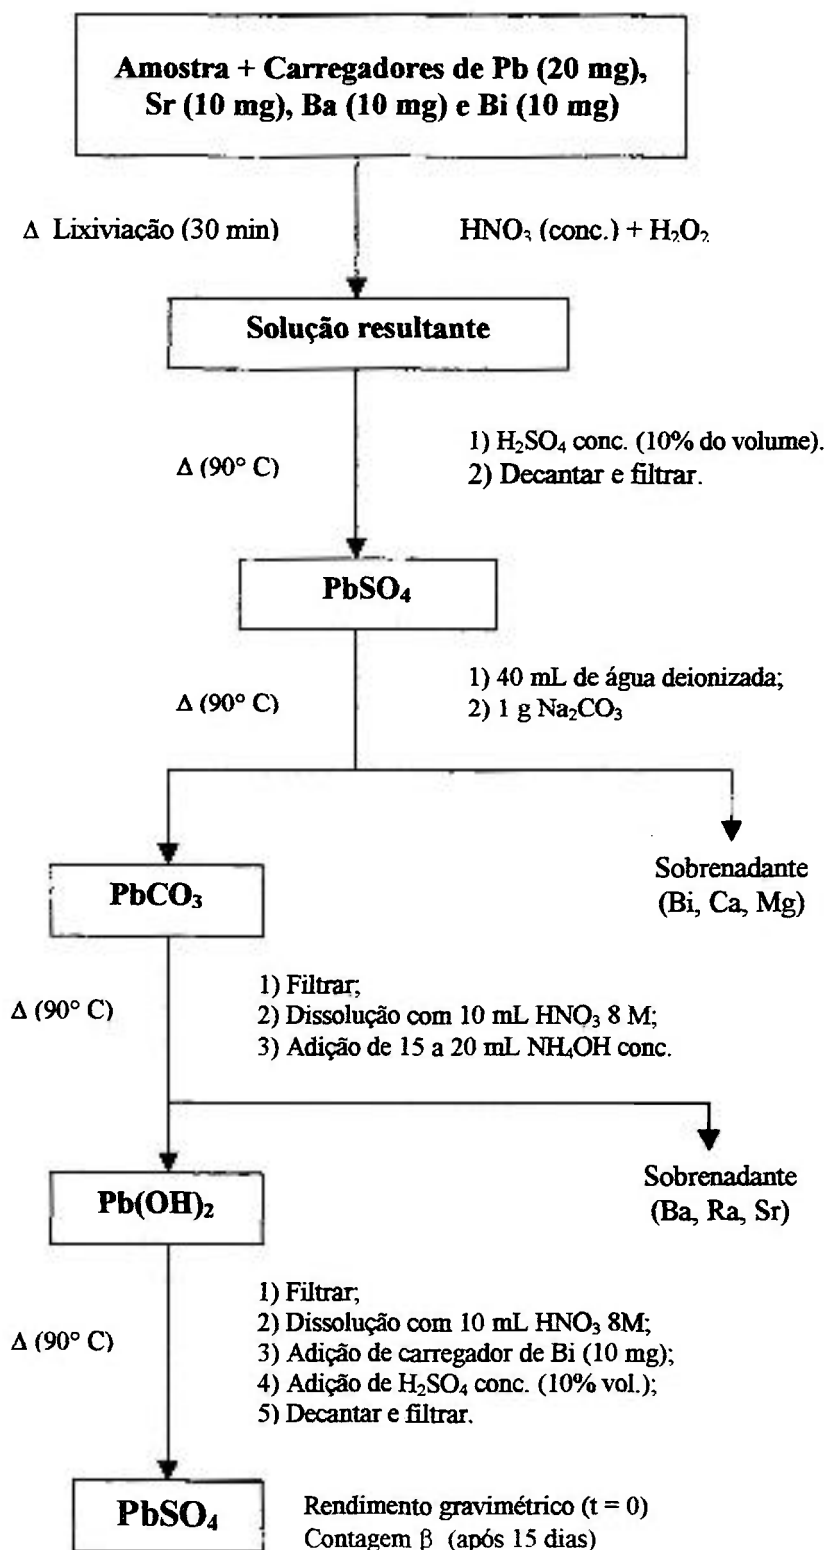 Amostra + Carregadores de Pb (20 mg),
Sr (10 mg), Ba (10 mg) e Bi (10 mg)
Δ Lixiviação (30 min)
HNO₃ (conc.) + H₂O₂
Solução resultante
Δ (90° C)
1) H₂SO₄ conc. (10% do volume).
2) Decantar e filtrar.
PbSO₄
Δ (90° C)
1) 40 mL de água deionizada;
2) 1 g Na₂CO₃
PbCO₃
Sobrenadante
(Bi, Ca, Mg)
Δ (90° C)
1) Filtrar;
2) Dissolução com 10 mL HNO₃ 8 M;
3) Adição de 15 a 20 mL NH₄OH conc.
Pb(OH)₂
Sobrenadante
(Ba, Ra, Sr)
Δ (90° C)
1) Filtrar;
2) Dissolução com 10 mL HNO₃ 8M;
3) Adição de carregador de Bi (10 mg);
4) Adição de H₂SO₄ conc. (10% vol.);
5) Decantar e filtrar.
PbSO₄
Rendimento gravimétrico (t = 0)
Contagem β (após 15 dias)